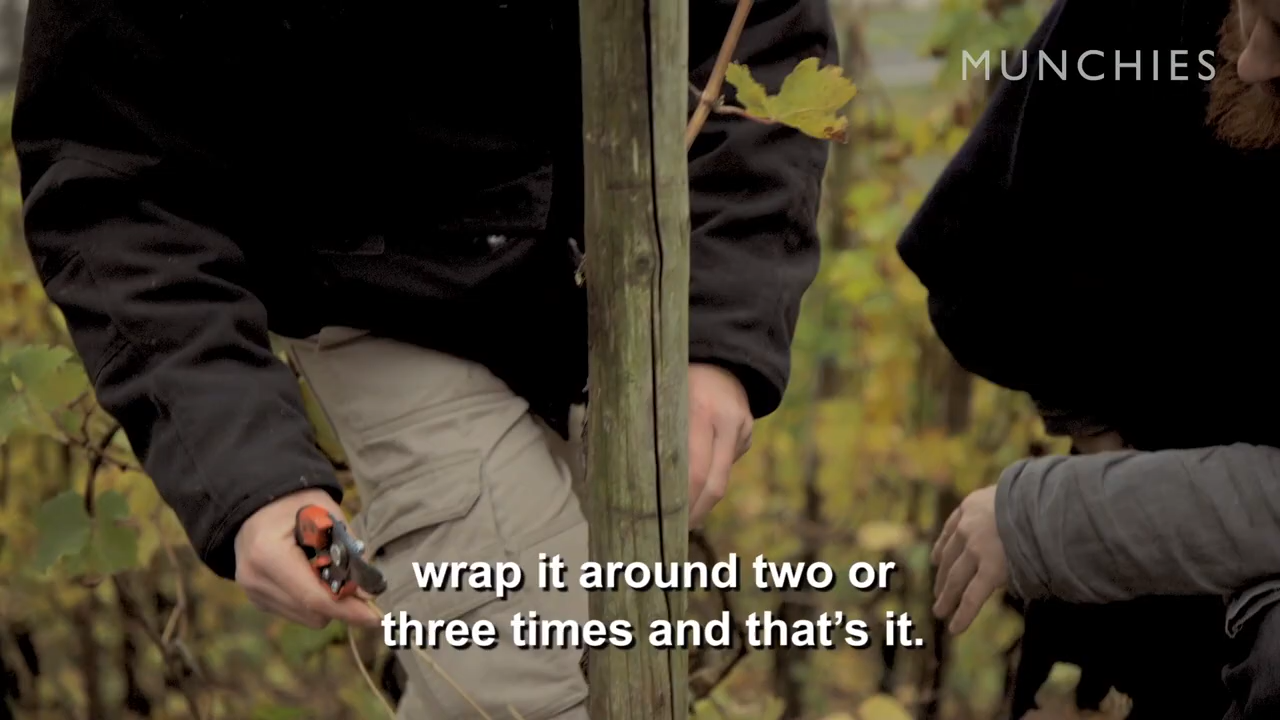 MUNCHIES
wrap it around two or
three times and that's it.